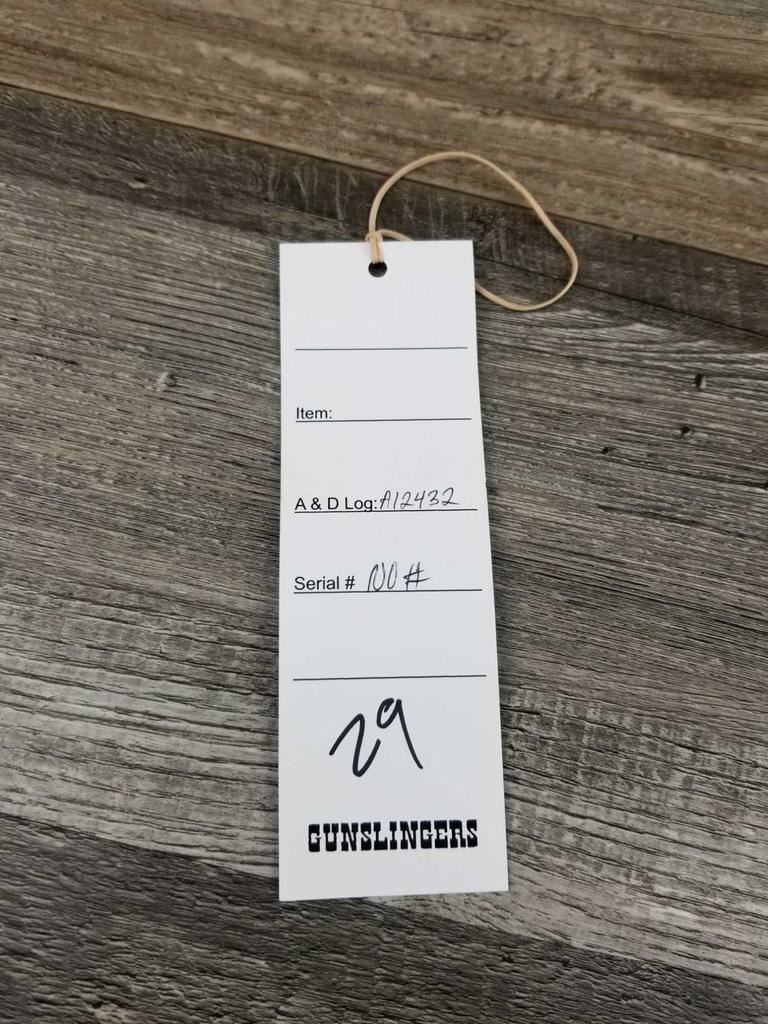 Item:
A & D Log: A12432
Serial # NO#
29
GUNSLINGERS